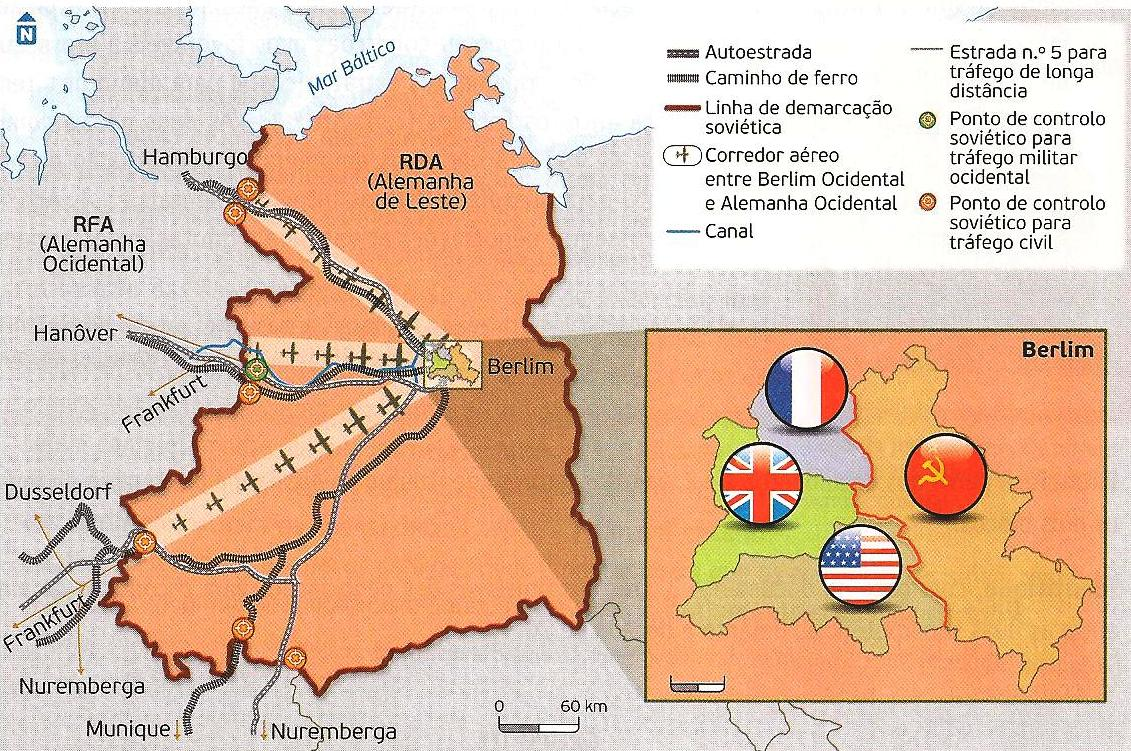 N
Mar Báltico
Hamburgo
RDA
(Alemanha
de Leste)
RFA
(Alemanha
Ocidental)
Hanôver
Frankfurt
Berlim
Dusseldorf
Frankfurt
Nuremberga
Munique
Nuremberga
0 60 km
Autoestrada
Caminho de ferro
Linha de demarcação
soviética
Corredor aéreo
entre Berlim Ocidental
e Alemanha Ocidental
Canal
Estrada n.º 5 para
tráfego de longa
distância
Ponto de controlo
soviético para
tráfego militar
ocidental
Ponto de controlo
soviético para
tráfego civil
Berlim